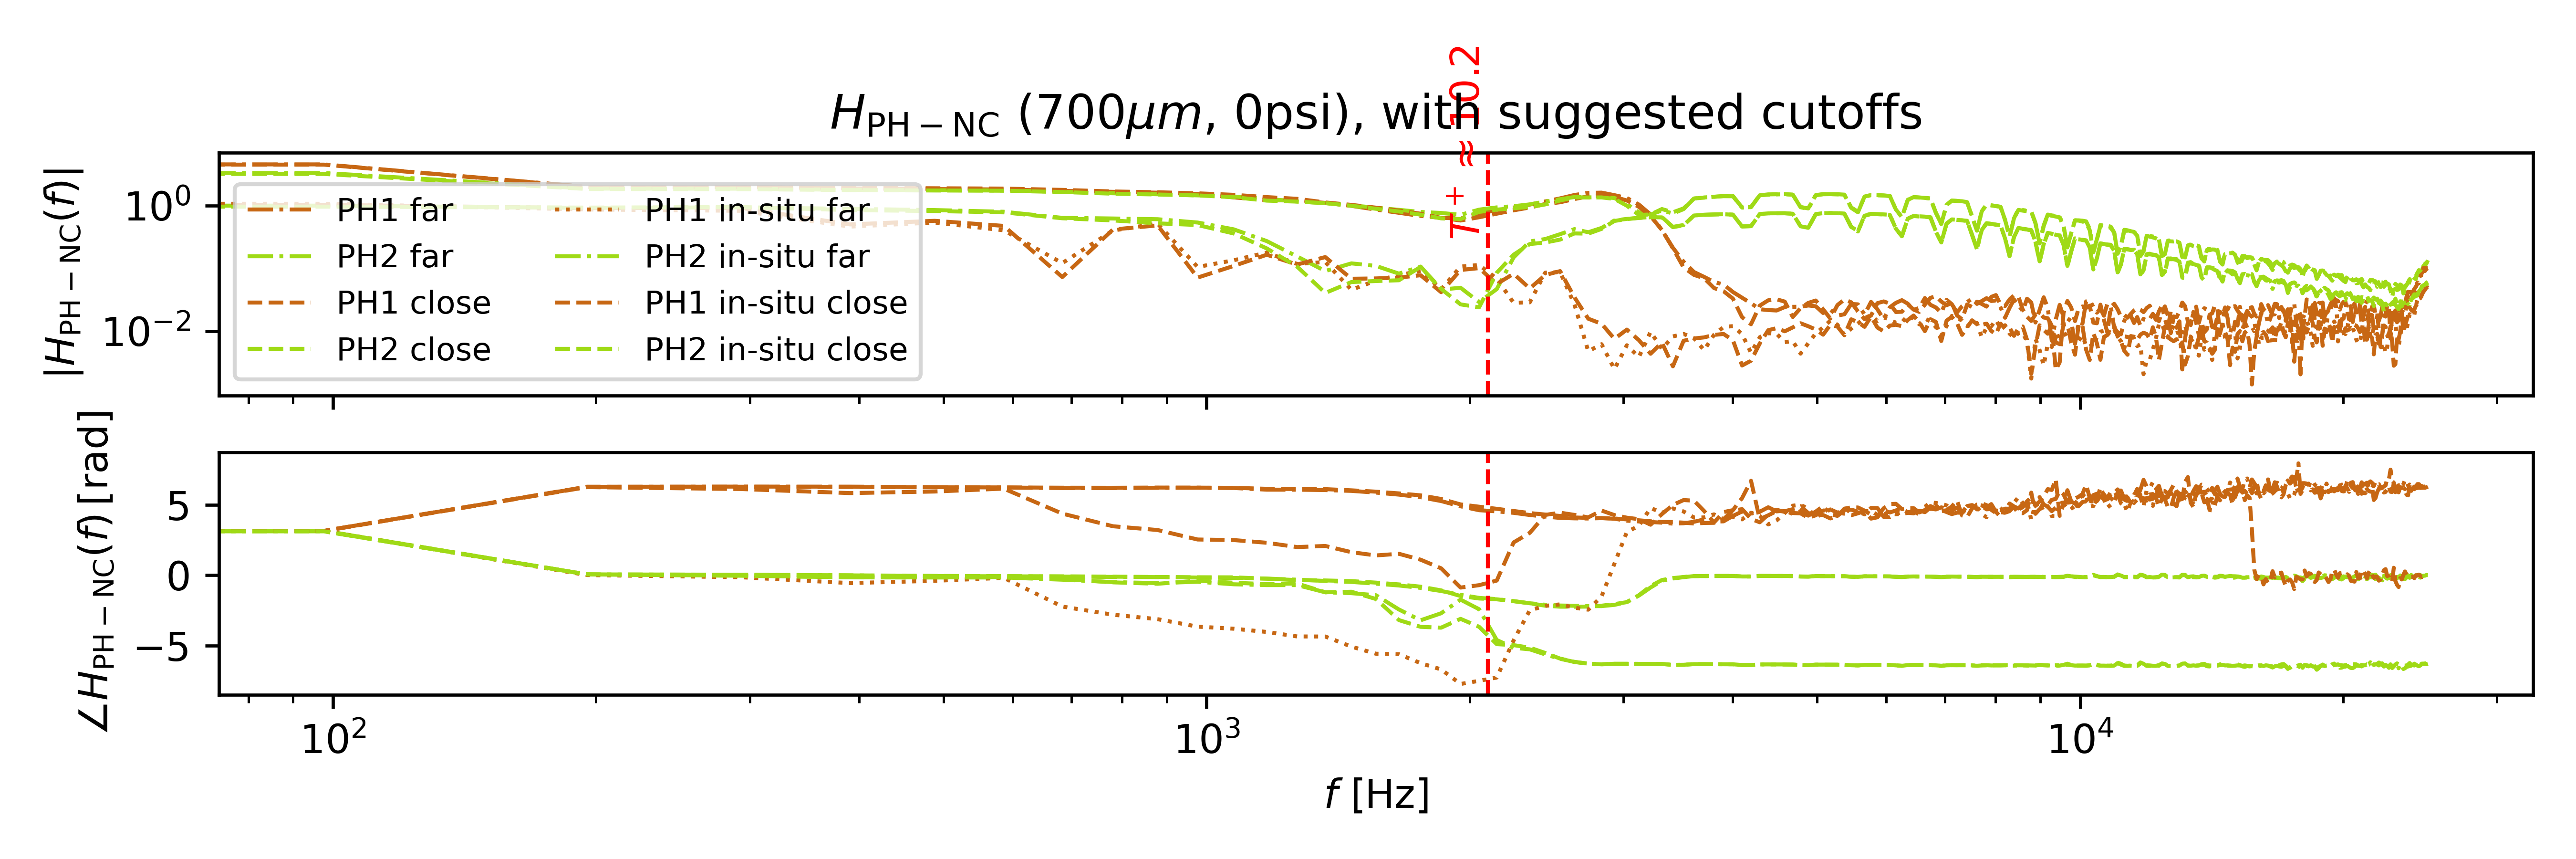 T⁺ ≈ 10.2
H_PH−NC (700μm, 0psi), with suggested cutoffs
|H_PH−NC(f)|
10⁰
10⁻²
PH1 far
PH2 far
PH1 close
PH2 close
PH1 in-situ far
PH2 in-situ far
PH1 in-situ close
PH2 in-situ close
∠H_PH−NC(f) [rad]
5
0
−5
10²
10³
10⁴
f [Hz]